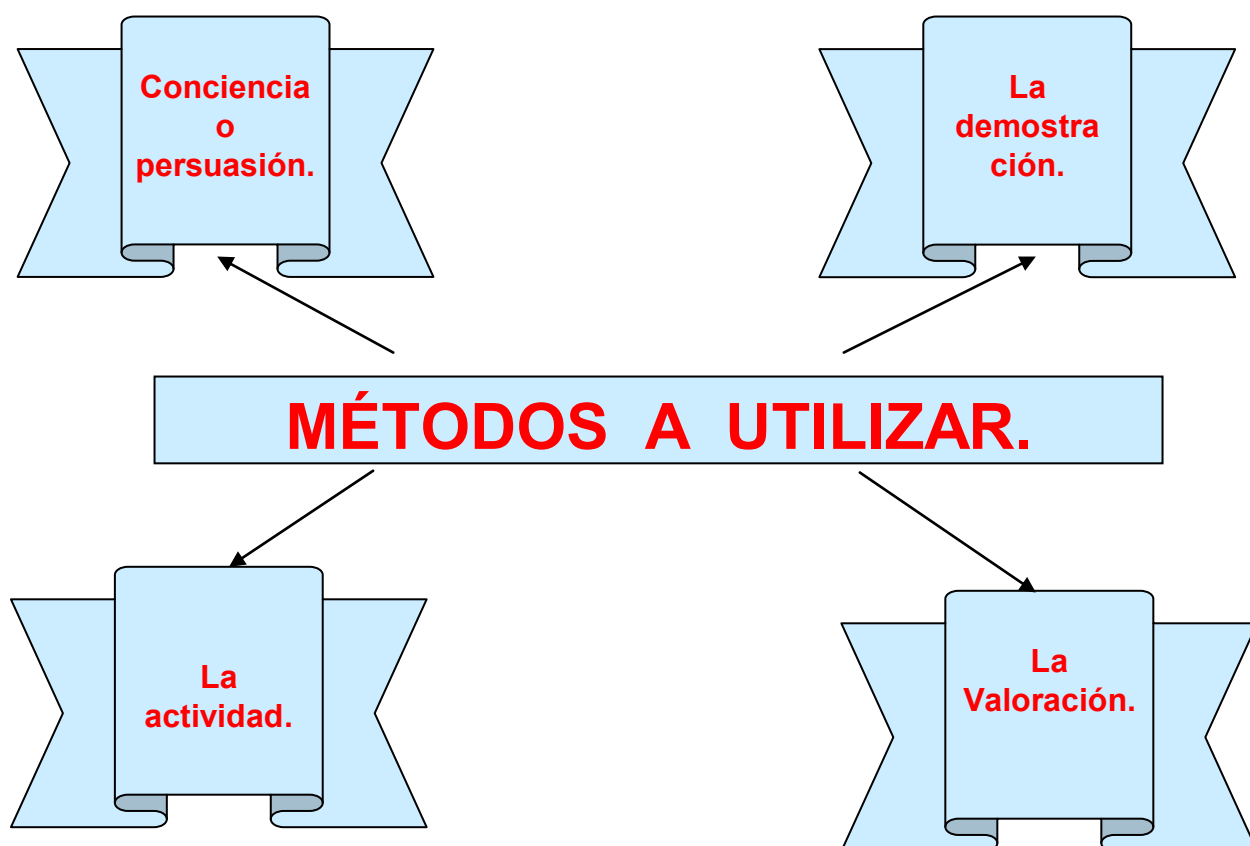 Conciencia
o
persuasión.
La
demostra
ción.
MÉTODOS A UTILIZAR.
La
actividad.
La
Valoración.